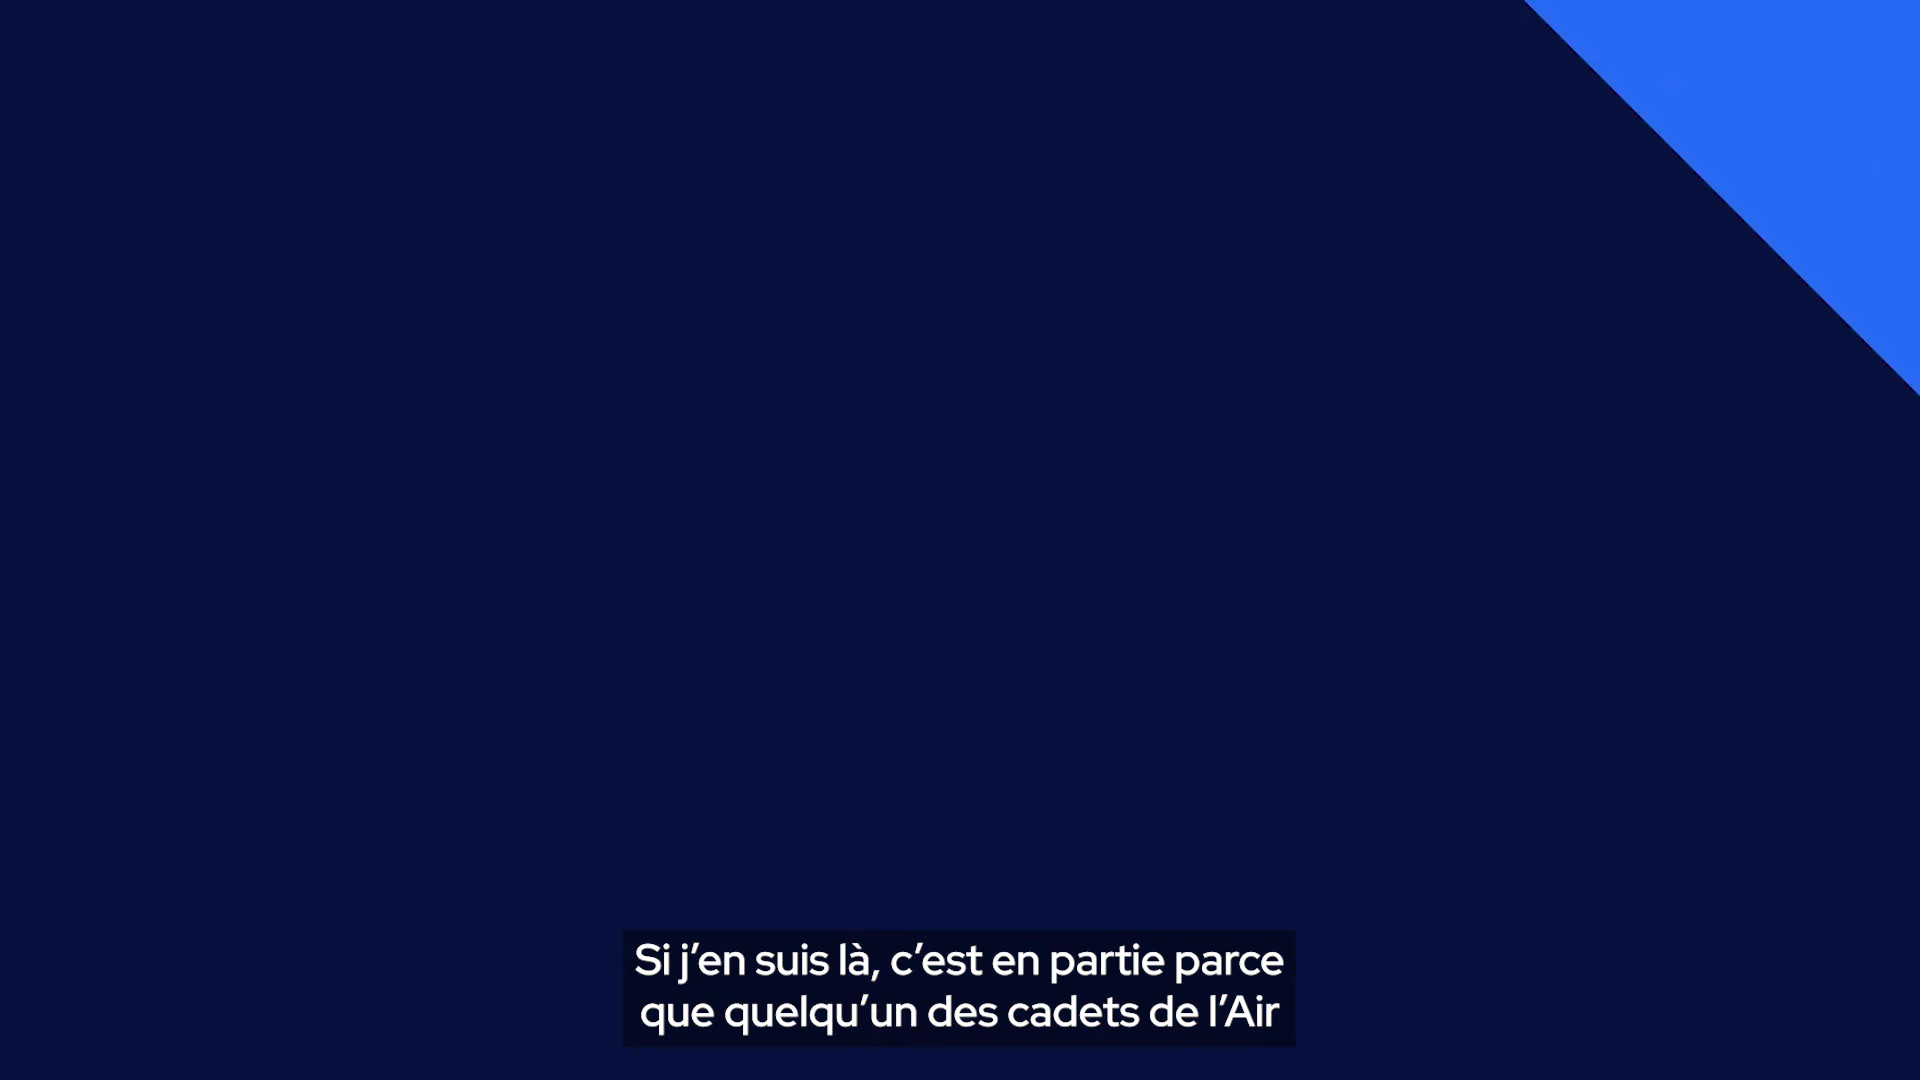 Si j’en suis là, c’est en partie parce
que quelqu’un des cadets de l’Air